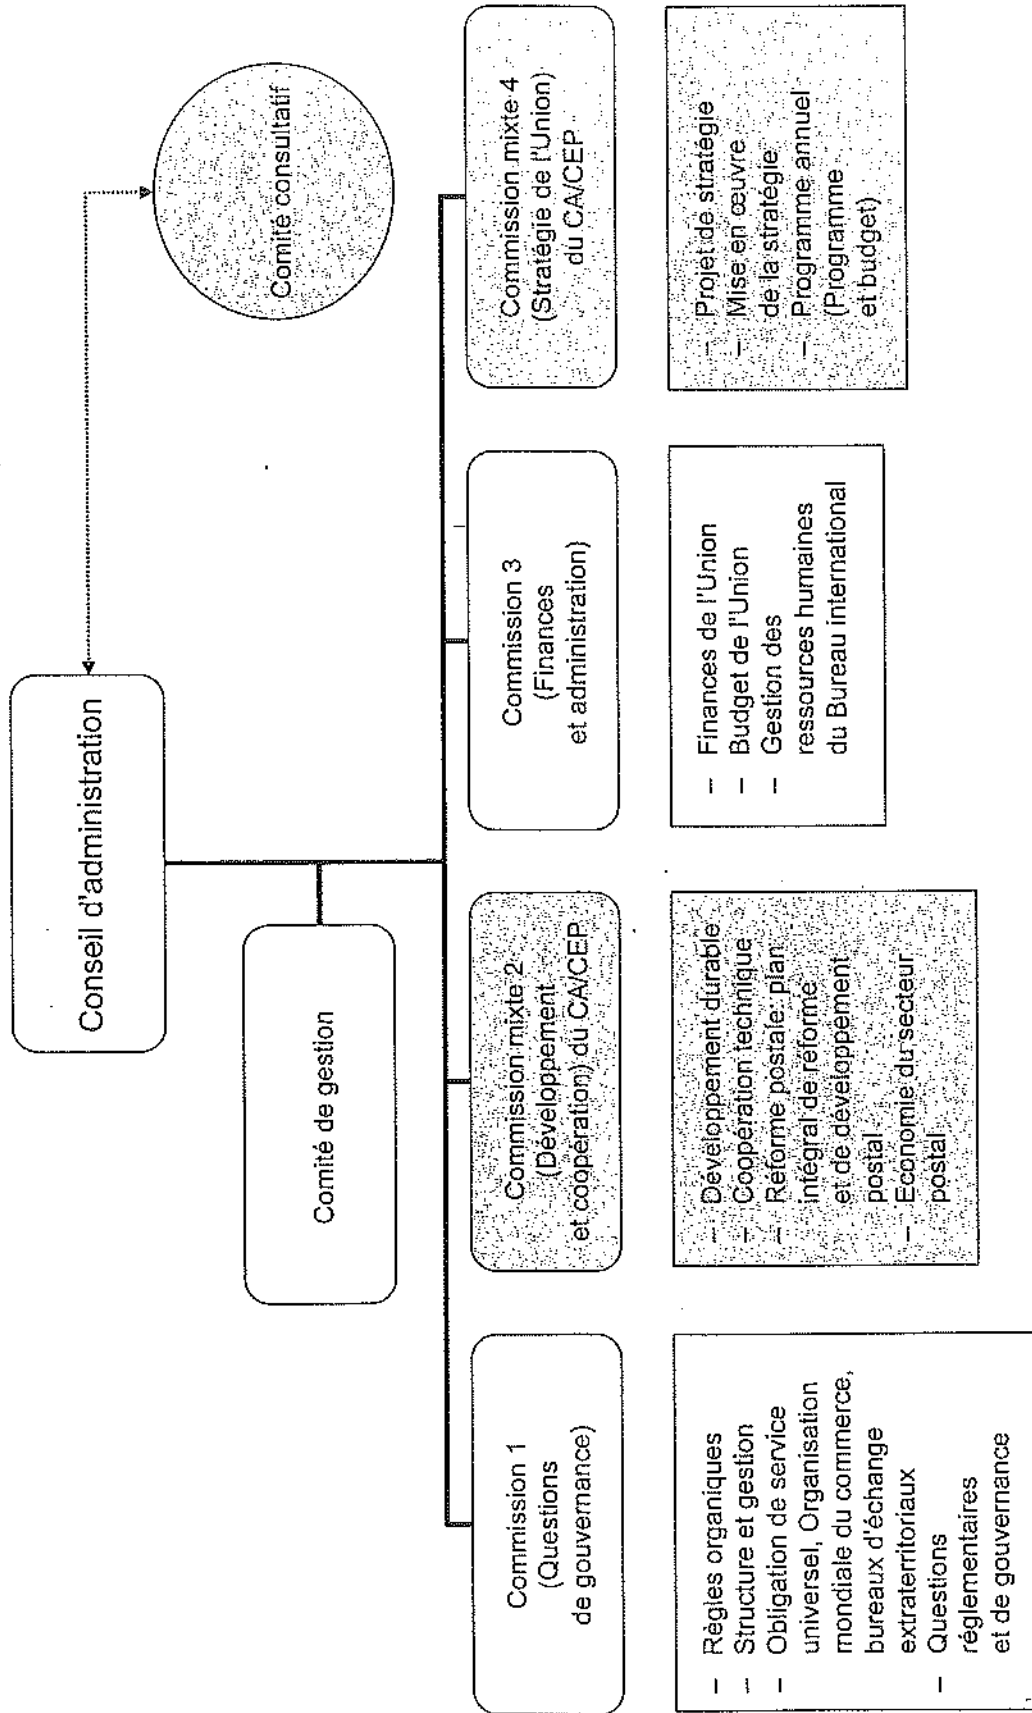 Conseil d'administration
Comité consultatif
Comité de gestion
Commission 1
(Questions
de gouvernance)
Commission mixte 2
(Développement
et coopération) du CA/CEP
Commission 3
(Finances
et administration)
Commission mixte 4
(Stratégie de l'Union)
du CA/CEP
– Règles organiques
– Structure et gestion
– Obligation de service
universel, Organisation
mondiale du commerce,
bureaux d'échange
extraterritoriaux
– Questions
réglementaires
et de gouvernance
– Développement durable
– Coopération technique
– Réforme postale: plan
intégral de réforme
et de développement
postal
– Economie du secteur
postal
– Finances de l'Union
– Budget de l'Union
– Gestion des
ressources humaines
du Bureau international
– Projet de stratégie
– Mise en œuvre
de la stratégie
– Programme annuel
(Programme
et budget)